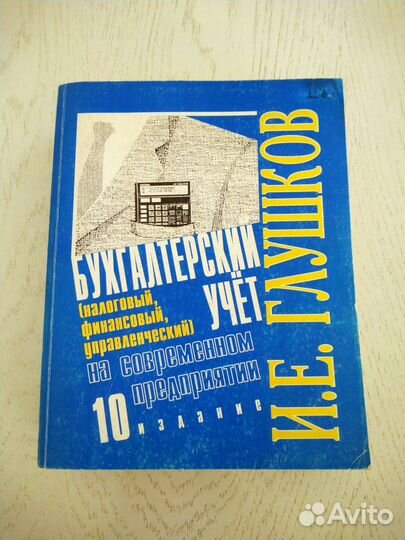 БУХГАЛТЕРСКИЙ
(налоговый,
финансовый,
управленческий)
УЧЁТ
на современном
предприятии
10
издание
И.Е. ГЛУШКОВ
Avito